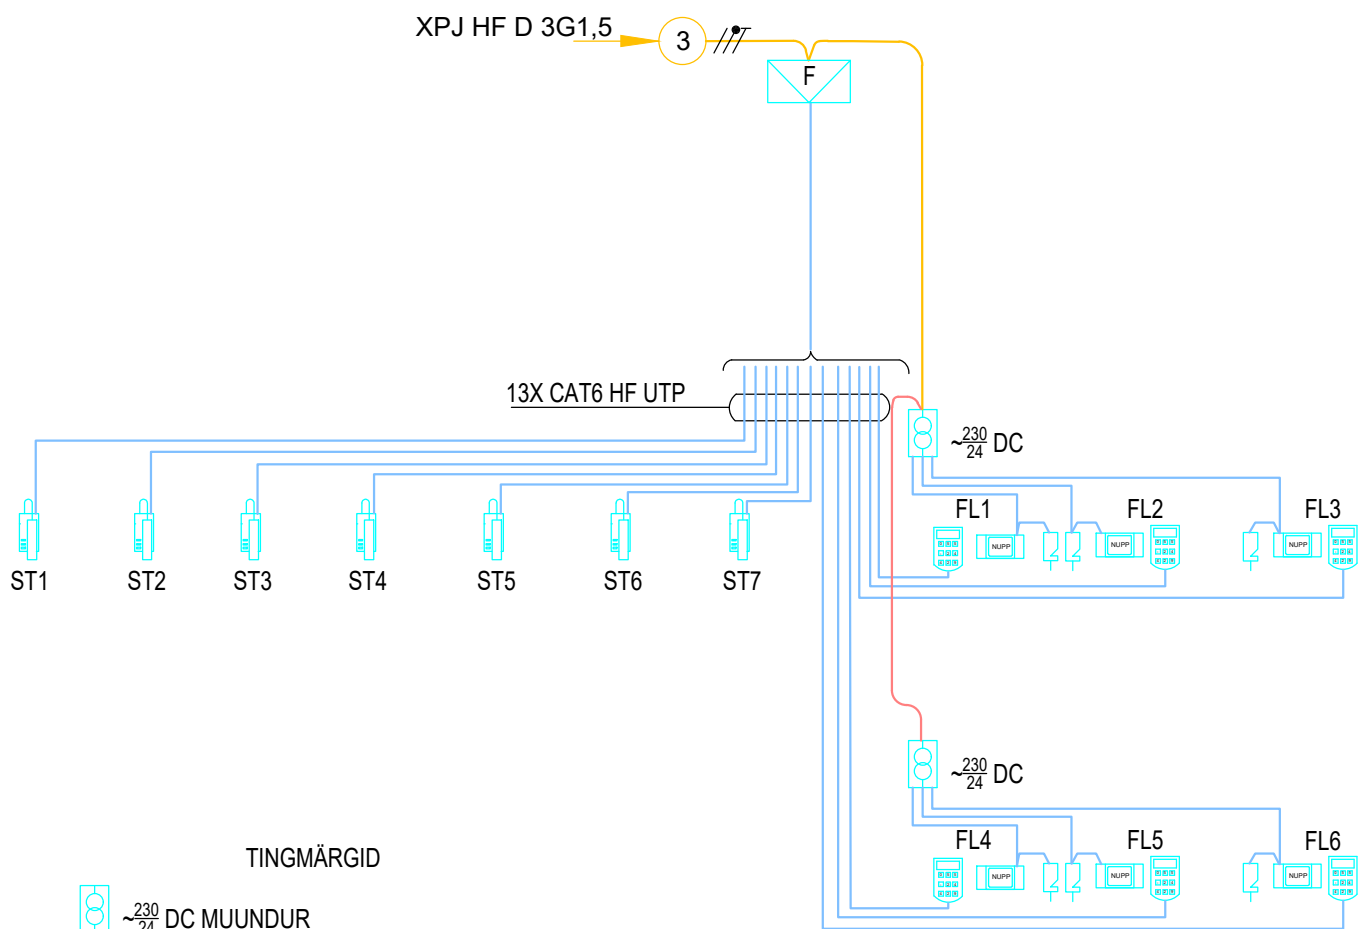 XPJ HF D 3G1,5
3
F
13X CAT6 HF UTP
~230/24 DC
FL1
FL2
FL3
NUPP
NUPP
NUPP
ST1
ST2
ST3
ST4
ST5
ST6
ST7
~230/24 DC
FL4
FL5
FL6
NUPP
NUPP
NUPP
TINGMÄRGID
~230/24 DC MUUNDUR